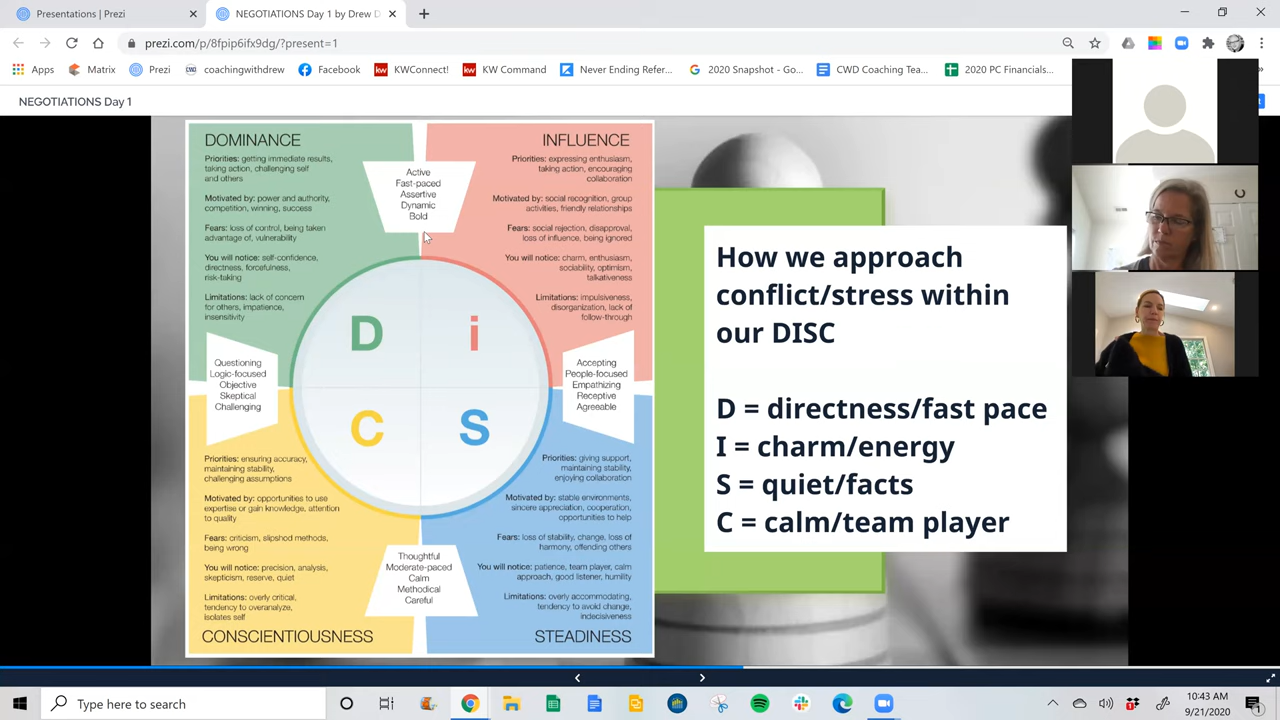 Presentations | Prezi
NEGOTIATIONS Day 1 by Drew D
prezi.com/p/8fpip6ifx9dg/?present=1
Apps
Matrix
Prezi
coachingwithdrew
Facebook
KWConnect!
KW Command
Never Ending Refer...
2020 Snapshot - Go...
CWD Coaching Tea...
2020 PC Financials...
NEGOTIATIONS Day 1
DOMINANCE
Priorities: getting immediate results,
taking action, challenging self
and others
Motivated by: power and authority,
competition, winning, success
Fears: loss of control, being taken
advantage of, vulnerability
You will notice: self-confidence,
directness, forcefulness,
risk-taking
Limitations: lack of concern
for others, impatience,
insensitivity
Active
Fast-paced
Assertive
Dynamic
Bold
INFLUENCE
Priorities: expressing enthusiasm,
taking action, encouraging
collaboration
Motivated by: social recognition, group
activities, friendly relationships
Fears: social rejection, disapproval,
loss of influence, being ignored
You will notice: charm, enthusiasm,
sociability, optimism,
talkativeness
Limitations: impulsiveness,
disorganization, lack of
follow-through
Questioning
Logic-focused
Objective
Skeptical
Challenging
D
i
C
S
Accepting
People-focused
Empathizing
Receptive
Agreeable
Priorities: ensuring accuracy,
maintaining stability,
challenging assumptions
Motivated by: opportunities to use
expertise or gain knowledge, attention
to quality
Fears: criticism, slipshod methods,
being wrong
You will notice: precision, analysis,
skepticism, reserve, quiet
Limitations: overly critical,
tendency to overanalyze,
isolates self
CONSCIENTIOUSNESS
Thoughtful
Moderate-paced
Calm
Methodical
Careful
Priorities: giving support,
maintaining stability,
enjoying collaboration
Motivated by: stable environments,
sincere appreciation, cooperation,
opportunities to help
Fears: loss of stability, change, loss of
harmony, offending others
You will notice: patience, team player, calm
approach, good listener, humility
Limitations: overly accommodating,
tendency to avoid change,
indecisiveness
STEADINESS
How we approach
conflict/stress within
our DISC
D = directness/fast pace
I = charm/energy
S = quiet/facts
C = calm/team player
Type here to search
10:43 AM
9/21/2020